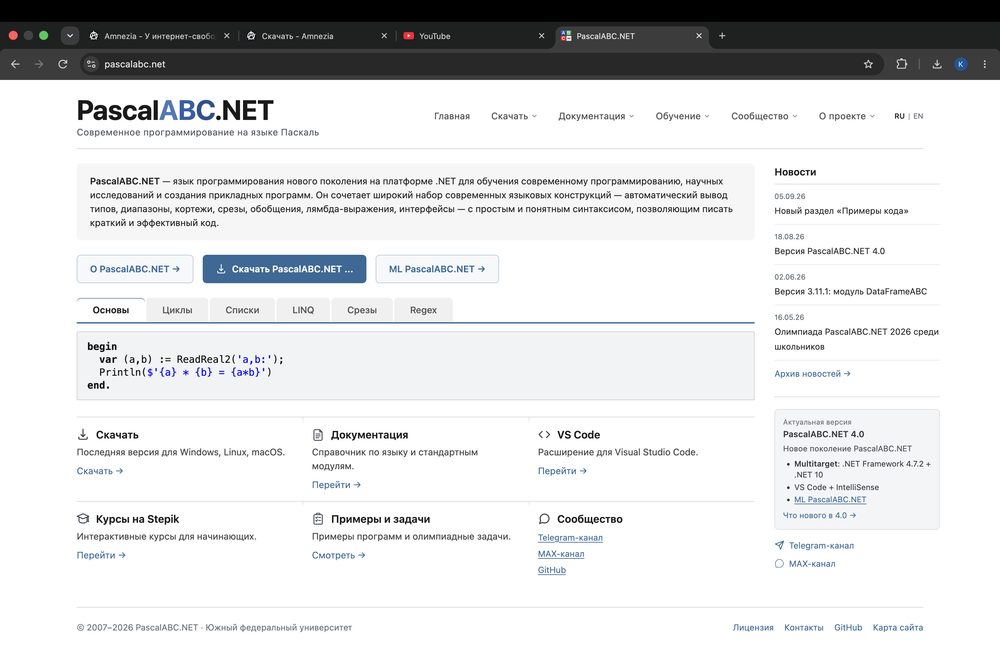 Amnezia - У интернет-свобо
Скачать - Amnezia
YouTube
PascalABC.NET
pascalabc.net
K
PascalABC.NET
Современное программирование на языке Паскаль
Главная Скачать Документация Обучение Сообщество О проекте RU | EN
PascalABC.NET — язык программирования нового поколения на платформе .NET для обучения современному программированию, научных
исследований и создания прикладных программ. Он сочетает широкий набор современных языковых конструкций — автоматический вывод
типов, диапазоны, кортежи, срезы, обобщения, лямбда-выражения, интерфейсы — с простым и понятным синтаксисом, позволяющим писать
краткий и эффективный код.
О PascalABC.NET →
Скачать PascalABC.NET ...
ML PascalABC.NET →
Основы Циклы Списки LINQ Срезы Regex
begin
var (a,b) := ReadReal2('a,b:');
Println($'{a} * {b} = {a*b}')
end.
Скачать
Последняя версия для Windows, Linux, macOS.
Скачать →
Документация
Справочник по языку и стандартным
модулям.
Перейти →
VS Code
Расширение для Visual Studio Code.
Перейти →
Курсы на Stepik
Интерактивные курсы для начинающих.
Перейти →
Примеры и задачи
Примеры программ и олимпиадные задачи.
Смотреть →
Сообщество
Telegram-канал
MAX-канал
GitHub
Новости
05.09.26
Новый раздел «Примеры кода»
18.08.26
Версия PascalABC.NET 4.0
02.06.26
Версия 3.11.1: модуль DataFrameABC
16.05.26
Олимпиада PascalABC.NET 2026 среди
школьников
Архив новостей →
Актуальная версия
PascalABC.NET 4.0
Новое поколение PascalABC.NET
• Multitarget: .NET Framework 4.7.2 +
.NET 10
• VS Code + IntelliSense
• ML PascalABC.NET
Что нового в 4.0 →
Telegram-канал
MAX-канал
© 2007–2026 PascalABC.NET · Южный федеральный университет
Лицензия Контакты GitHub Карта сайта